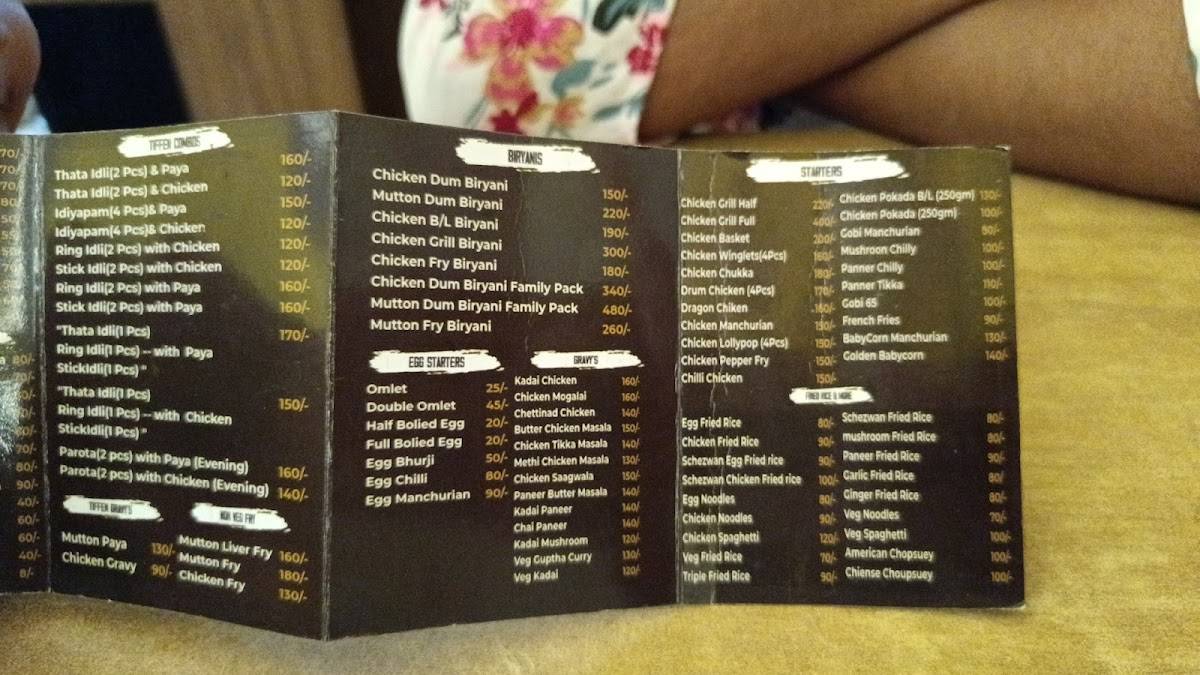 70/-
70/-
80/-
50/-
80/-
70/-
80/-
90/-
40/-
60/-
60/-
40/-
8/-
TIFFEN COMBOS
Thata Idli(2 Pcs) & Paya 160/-
Thata Idli(2 Pcs) & Chicken 120/-
Idiyapam(4 Pcs)& Paya 150/-
Idiyapam(4 Pcs)& Chicken 120/-
Ring Idli(2 Pcs) with Chicken 120/-
Stick Idli(2 Pcs) with Chicken 120/-
Ring Idli(2 Pcs) with Paya 160/-
Stick Idli(2 Pcs) with Paya 160/-
"Thata Idli(1 Pcs)
Ring Idli(1 Pcs) -- with Paya 170/-
StickIdli(1 Pcs) "
"Thata Idli(1 Pcs)
Ring Idli(1 Pcs) -- with Chicken 150/-
StickIdli(1 Pcs) "
Parota(2 pcs) with Paya (Evening) 160/-
Parota(2 pcs) with Chicken (Evening) 140/-
TIFFEN GRAVY'S
Mutton Paya 130/-
Chicken Gravy 90/-
NON VEG FRY
Mutton Liver Fry 160/-
Mutton Fry 180/-
Chicken Fry 130/-
BIRYANIS
Chicken Dum Biryani 150/-
Mutton Dum Biryani 220/-
Chicken B/L Biryani 190/-
Chicken Grill Biryani 300/-
Chicken Fry Biryani 180/-
Chicken Dum Biryani Family Pack 340/-
Mutton Dum Biryani Family Pack 480/-
Mutton Fry Biryani 260/-
EGG STARTERS
Omlet 25/-
Double Omlet 45/-
Half Bolied Egg 20/-
Full Bolied Egg 20/-
Egg Bhurji 50/-
Egg Chilli 80/-
Egg Manchurian 90/-
GRAVY'S
Kadai Chicken 160/-
Chicken Mogalai 160/-
Chettinad Chicken 140/-
Butter Chicken Masala 150/-
Chicken Tikka Masala 140/-
Methi Chicken Masala 130/-
Chicken Saagwala 150/-
Paneer Butter Masala 140/-
Kadai Paneer 140/-
Chai Paneer 140/-
Kadai Mushroom 120/-
Veg Guptha Curry 130/-
Veg Kadai 120/-
STARTERS
Chicken Grill Half 220/-
Chicken Grill Full 400/-
Chicken Basket 200/-
Chicken Winglets(4Pcs) 160/-
Chicken Chukka 180/-
Drum Chicken (4Pcs) 170/-
Dragon Chiken 160/-
Chicken Manchurian 130/-
Chicken Lollypop (4Pcs) 150/-
Chicken Pepper Fry 150/-
Chilli Chicken 150/-
Chicken Pokada B/L (250gm) 130/-
Chicken Pokada (250gm) 100/-
Gobi Manchurian 90/-
Mushroom Chilly 100/-
Panner Chilly 100/-
Panner Tikka 110/-
Gobi 65 100/-
French Fries 90/-
BabyCorn Manchurian 130/-
Golden Babycorn 140/-
FRIED RICE & MORE
Egg Fried Rice 80/-
Chicken Fried Rice 90/-
Schezwan Egg Fried rice 90/-
Schezwan Chicken Fried rice 100/-
Egg Noodles 80/-
Chicken Noodles 90/-
Chicken Spaghetti 120/-
Veg Fried Rice 70/-
Triple Fried Rice 90/-
Schezwan Fried Rice 80/-
mushroom Fried Rice 80/-
Paneer Fried Rice 90/-
Garlic Fried Rice 80/-
Ginger Fried Rice 80/-
Veg Noodles 70/-
Veg Spaghetti 100/-
American Chopsuey 100/-
Chiense Choupsuey 100/-